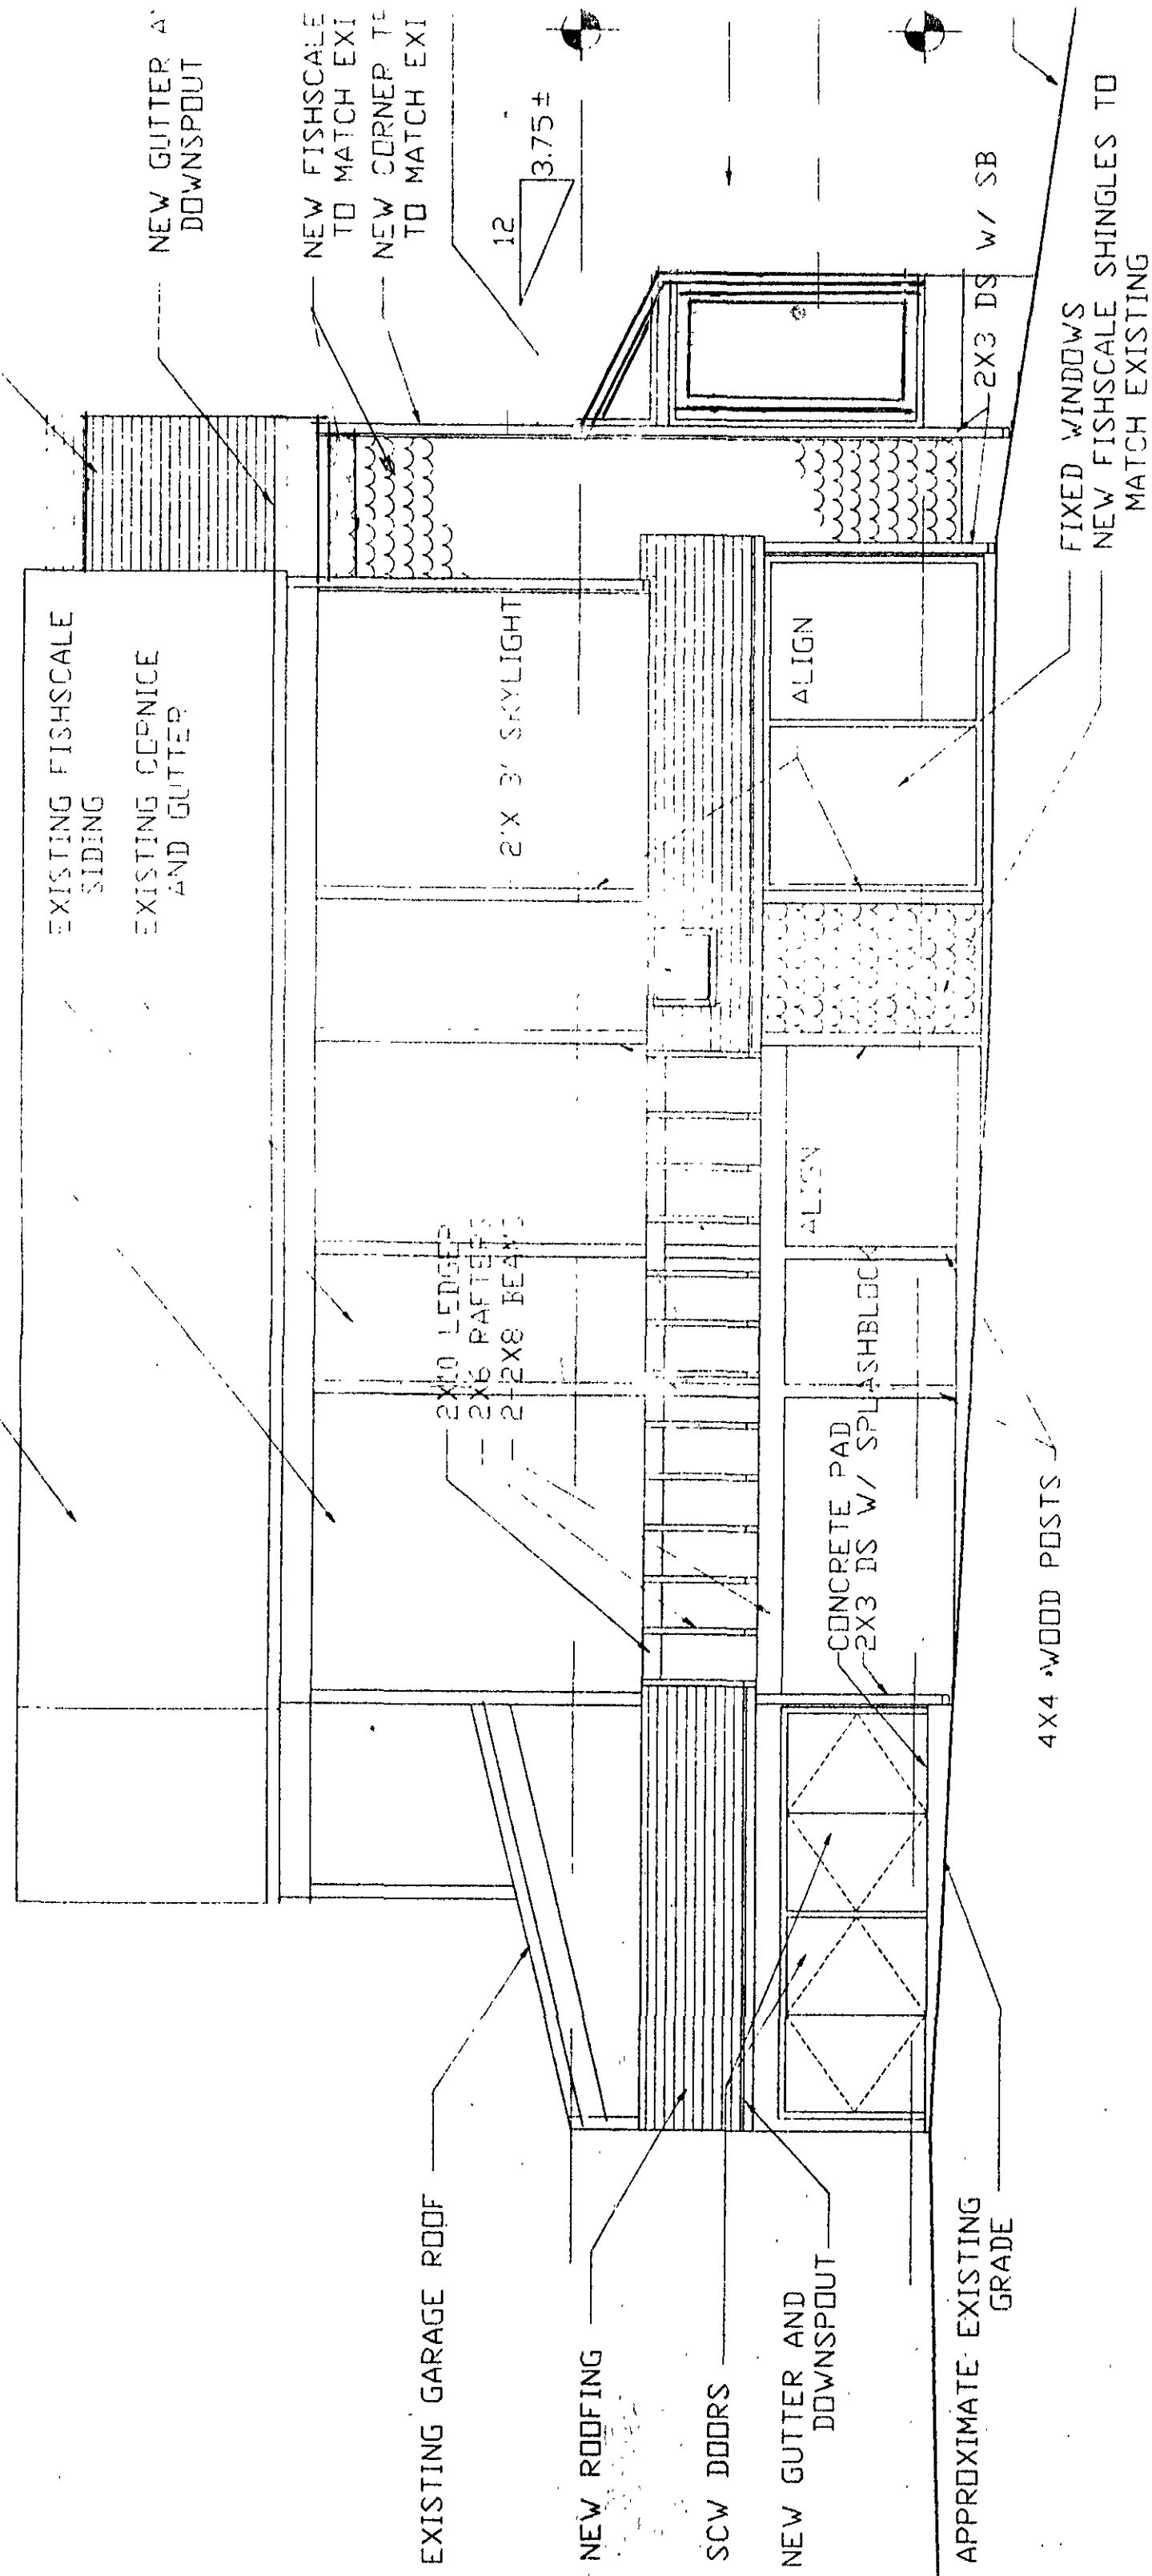 EXISTING FISHSCALE
SIDING
EXISTING CORNICE
AND GUTTER
NEW GUTTER
DOWNSPOUT
NEW FISHSCALE
TO MATCH EXI
NEW CORNER
TO MATCH EXI
12
3.75±
2' X 3' SKYLIGHT
2X10 LEDGER
2X6 RAFTERS
2-2X8 BEAMS
EXISTING GARAGE ROOF
NEW ROOFING
SCW DOORS
NEW GUTTER AND
DOWNSPOUT
APPROXIMATE EXISTING
GRADE
CONCRETE PAD
2X3 DS W/ SPLASHBLOCK
ALIGN
ALIGN
2X3 DS W/ SB
4X4 WOOD POSTS
FIXED WINDOWS
NEW FISHSCALE SHINGLES TO
MATCH EXISTING